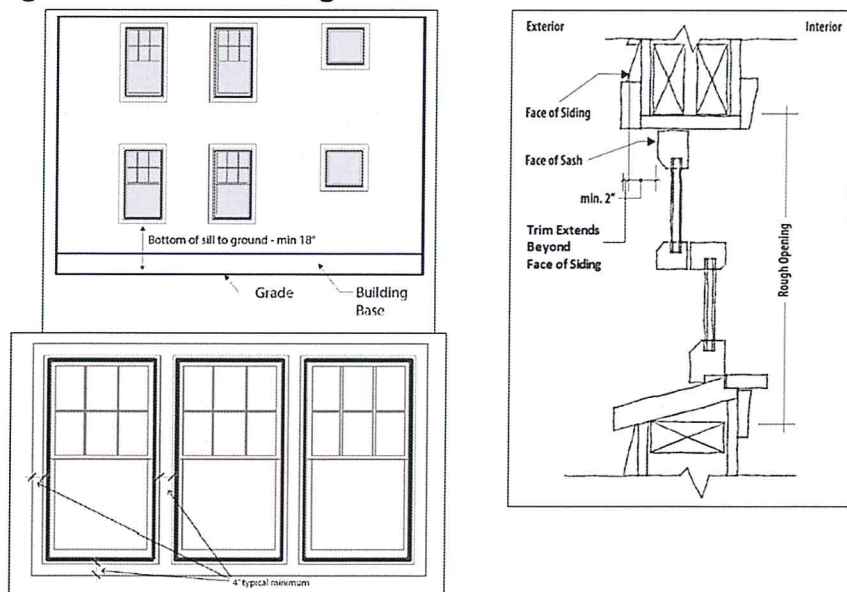 Bottom of sill to ground - min 18"
Grade
Building
Base
4" typical minimum
Exterior
Interior
Face of Siding
Face of Sash
min. 2"
Trim Extends
Beyond
Face of Siding
Rough Opening